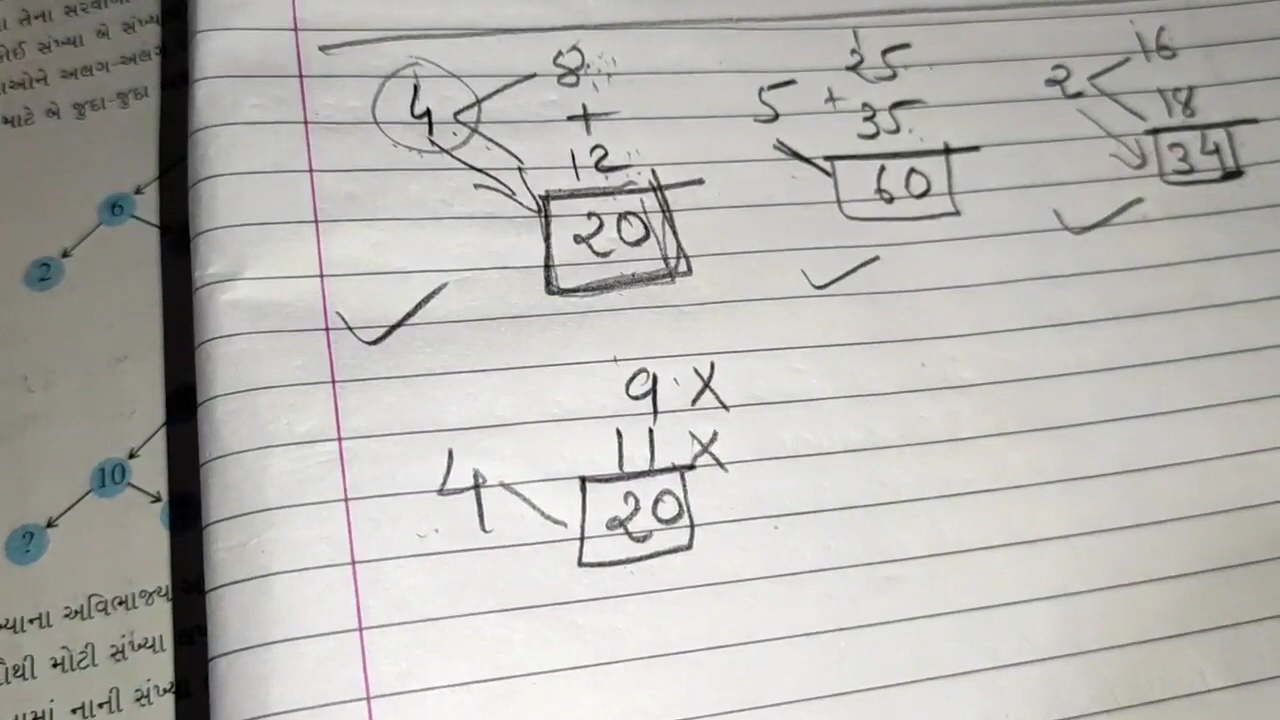 તેના સરવાળા
કોઈ સંખ્યા બે સંખ્યા
અલગ-અલગ
માટે બે જુદા-જુદા
6
2
10
?
અવિભાજ્ય
મોટી સંખ્યા
નાની સંખ્યા
4 8
+
12
20
25
5 + 35
60
16
2 18
34
9 X
11 X
4 20